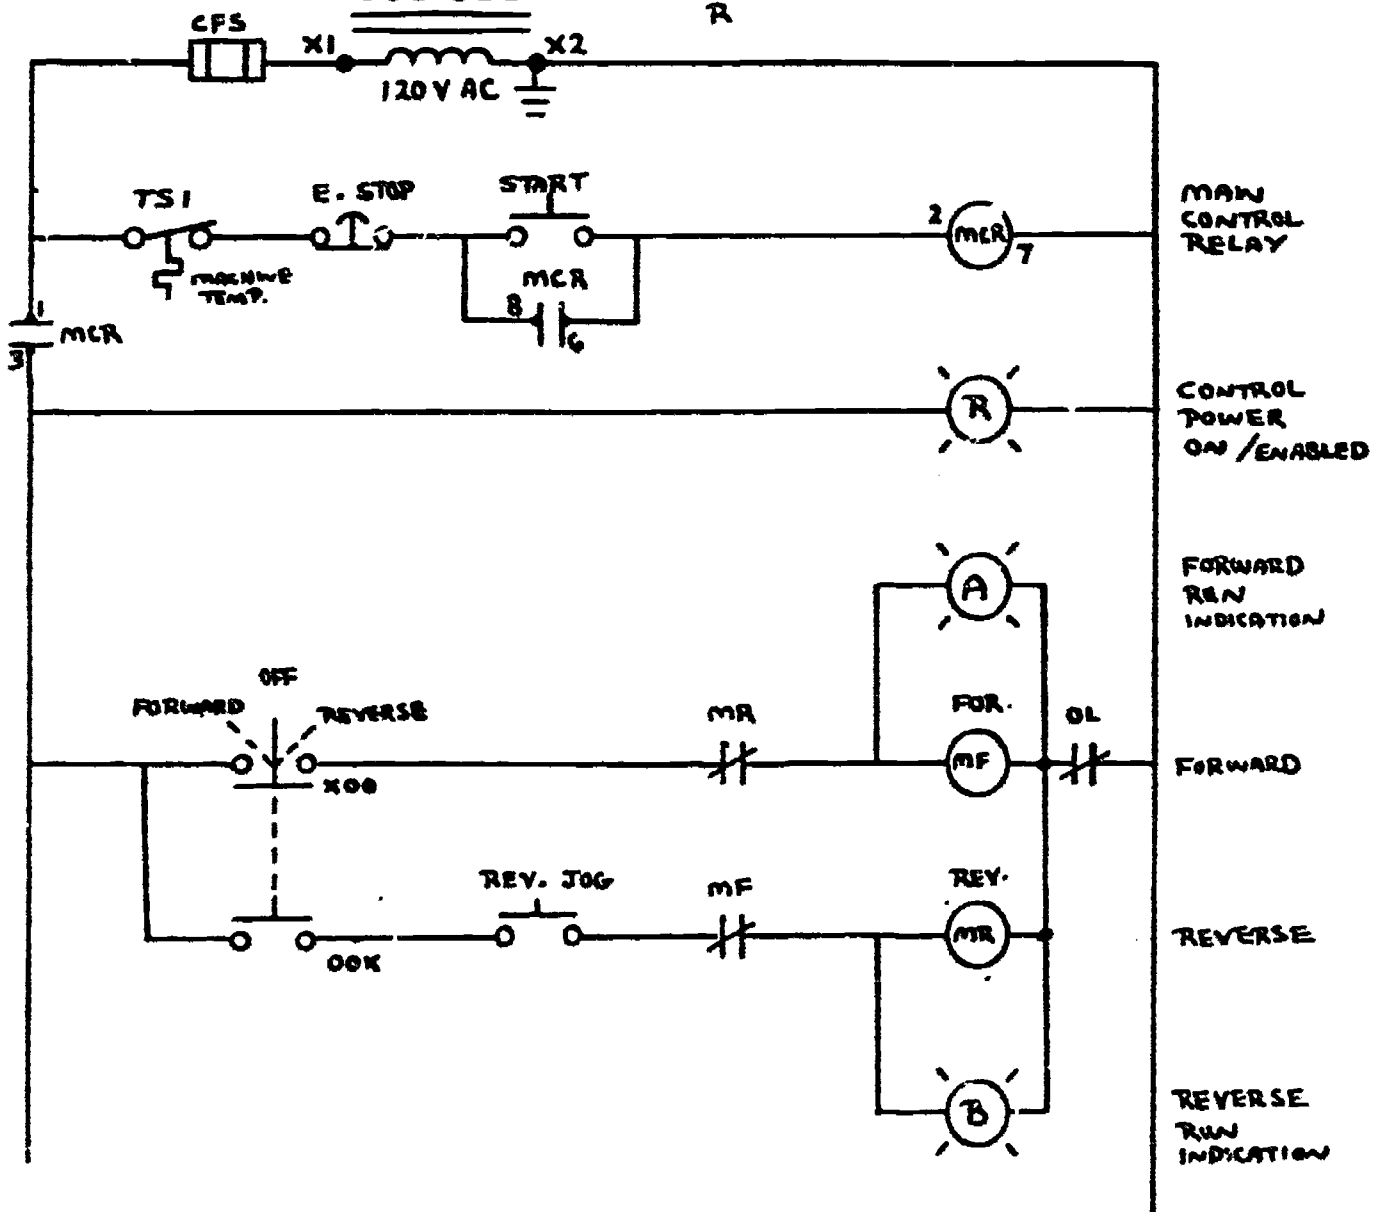 R
CFS
X1
X2
120V AC
TS1
E. STOP
START
2
MCR
7
MAIN
CONTROL
RELAY
MACHINE
TEMP.
MCR
8
6
1
MCR
3
R
CONTROL
POWER
ON/ENABLED
A
FORWARD
REN
INDICATION
OFF
FORWARD
REVERSE
X00
MR
FOR.
MF
OL
FORWARD
REV. JOG
MF
REV.
MR
00X
REVERSE
B
REVERSE
RUN
INDICATION